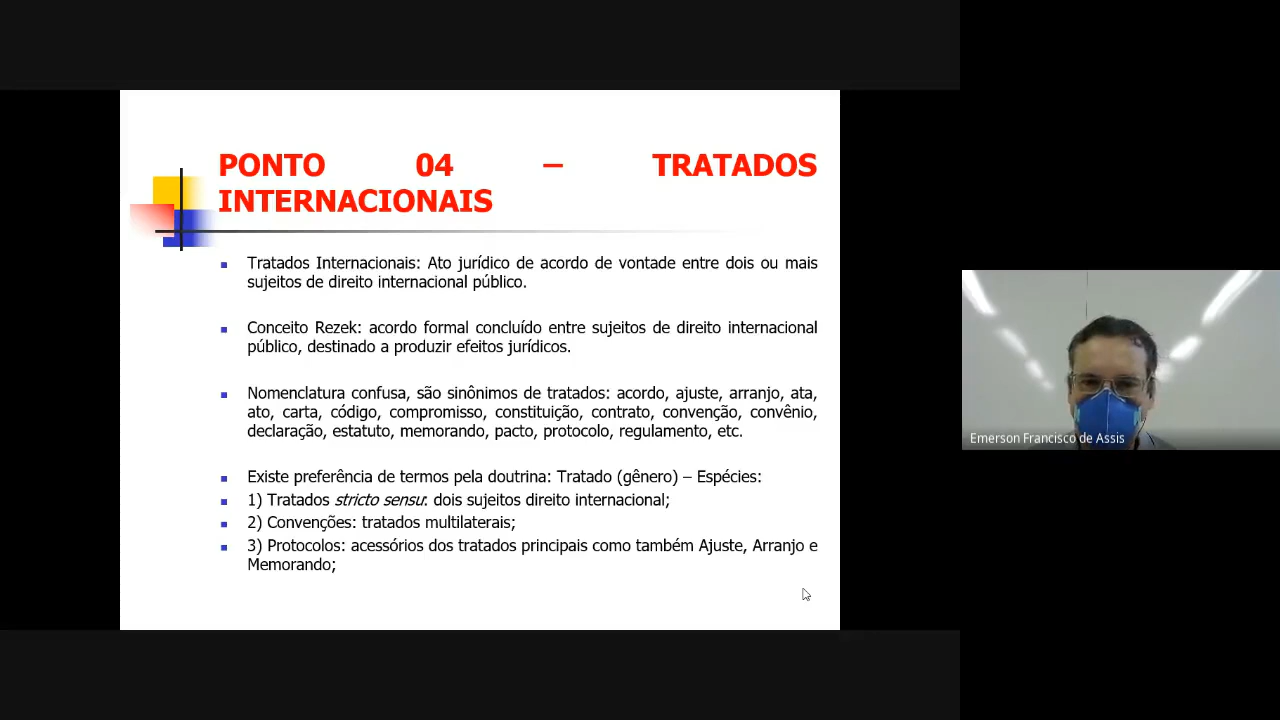 PONTO 04 – TRATADOS
INTERNACIONAIS
Tratados Internacionais: Ato jurídico de acordo de vontade entre dois ou mais
sujeitos de direito internacional público.
Conceito Rezek: acordo formal concluído entre sujeitos de direito internacional
público, destinado a produzir efeitos jurídicos.
Nomenclatura confusa, são sinônimos de tratados: acordo, ajuste, arranjo, ata,
ato, carta, código, compromisso, constituição, contrato, convenção, convênio,
declaração, estatuto, memorando, pacto, protocolo, regulamento, etc.
Existe preferência de termos pela doutrina: Tratado (gênero) – Espécies:
1) Tratados stricto sensu: dois sujeitos direito internacional;
2) Convenções: tratados multilaterais;
3) Protocolos: acessórios dos tratados principais como também Ajuste, Arranjo e
Memorando;
Emerson Francisco de Assis